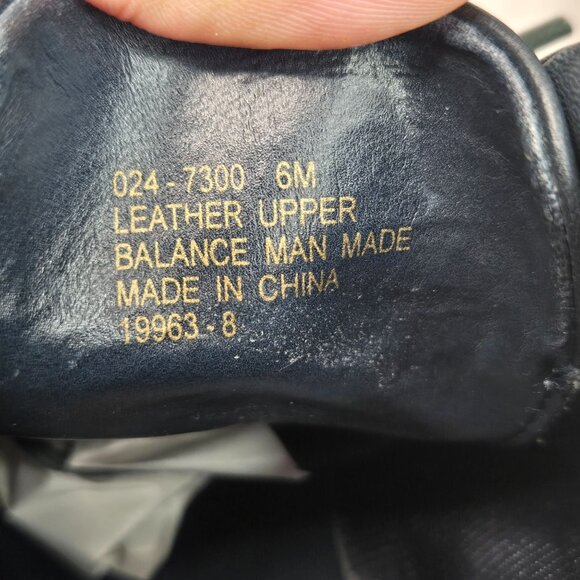 024-7300 6M
LEATHER UPPER
BALANCE MAN MADE
MADE IN CHINA
19963-8